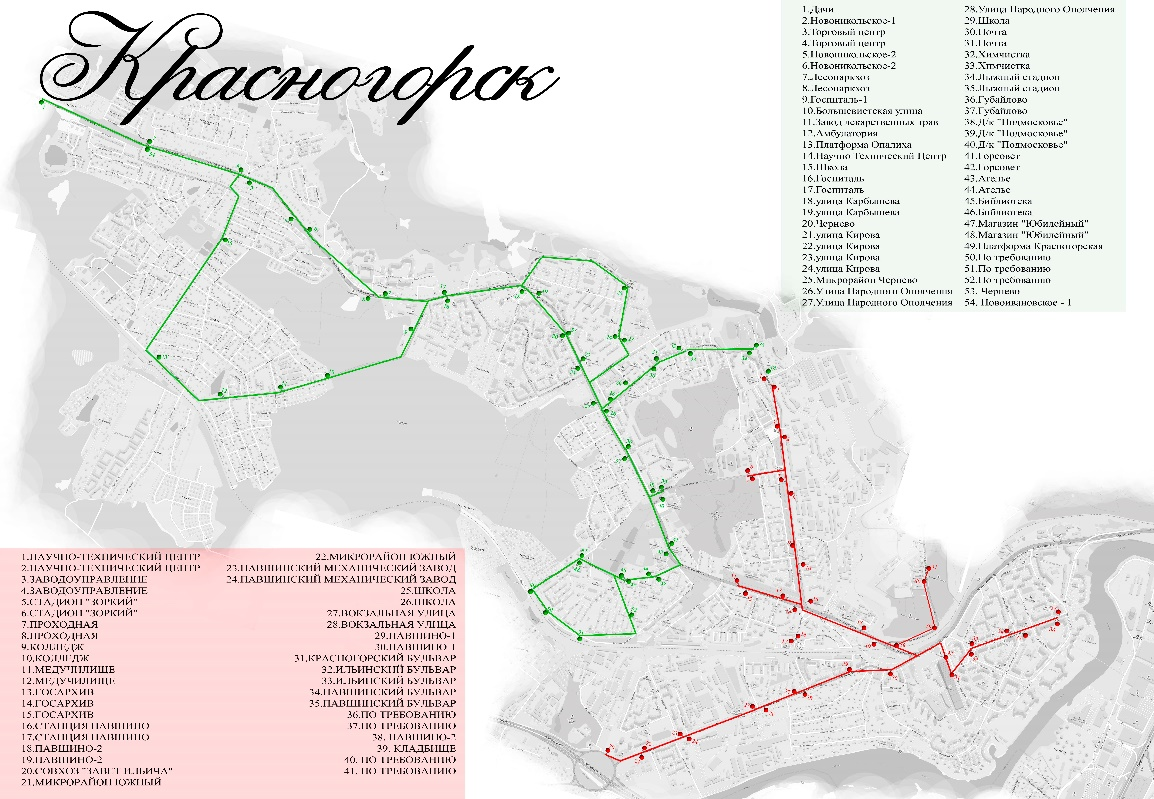 Красногорск
1.Дачи
2.Новоникольское-1
3.Торговый центр
4.Торговый центр
5.Новоникольское-2
6.Новоникольское-2
7.Лесопаркхоз
8.Лесопаркхоз
9.Госпиталь-1
10.Большевистская улица
11.Завод лекарственных трав
12.Амбулатория
13.Платформа Опалиха
14.Научно Технический Центр
15.Школа
16.Госпиталь
17.Госпиталь
18.улица Карбышева
19.улица Карбышева
20.Чернево
21.улица Кирова
22.улица Кирова
23.улица Кирова
24.улица Кирова
25.Микрорайон Чернево
26.Улица Народного Ополчения
27.Улица Народного Ополчения
28.Улица Народного Ополчения
29.Школа
30.Почта
31.Почта
32.Химчистка
33.Химчистка
34.Лыжный стадион
35.Лыжный стадион
36.Губайлово
37.Губайлово
38.Д/к "Подмосковье"
39.Д/к "Подмосковье"
40.Д/к "Подмосковье"
41.Горсовет
42.Горсовет
43.Ателье
44.Ателье
45.Библиотека
46.Библиотека
47.Магазин "Юбилейный"
48.Магазин "Юбилейный"
49.Платформа Красногорская
50.По требованию
51.По требованию
52.По требованию
53. Чернево
54. Новоивановское - 1
1.НАУЧНО-ТЕХНИЧЕСКИЙ ЦЕНТР
2.НАУЧНО-ТЕХНИЧЕСКИЙ ЦЕНТР
3.ЗАВОДОУПРАВЛЕНИЕ
4.ЗАВОДОУПРАВЛЕНИЕ
5.СТАДИОН "ЗОРКИЙ"
6.СТАДИОН "ЗОРКИЙ"
7.ПРОХОДНАЯ
8.ПРОХОДНАЯ
9.КОЛЛЕДЖ
10.КОЛЛЕДЖ
11.МЕДУЧИЛИЩЕ
12.МЕДУЧИЛИЩЕ
13.ГОСАРХИВ
14.ГОСАРХИВ
15.ГОСАРХИВ
16.СТАНЦИЯ ПАВШИНО
17.СТАНЦИЯ ПАВШИНО
18.ПАВШИНО-2
19.ПАВШИНО-2
20.СОВХОЗ "ЗАВЕТ ИЛЬИЧА"
21.МИКРОРАЙОН ЮЖНЫЙ
22.МИКРОРАЙОН ЮЖНЫЙ
23.ПАВШИНСКИЙ МЕХАНИЧЕСКИЙ ЗАВОД
24.ПАВШИНСКИЙ МЕХАНИЧЕСКИЙ ЗАВОД
25.ШКОЛА
26.ШКОЛА
27.ВОКЗАЛЬНАЯ УЛИЦА
28.ВОКЗАЛЬНАЯ УЛИЦА
29.ПАВШИНО-1
30.ПАВШИНО-1
31.КРАСНОГОРСКИЙ БУЛЬВАР
32.ИЛЬИНСКИЙ БУЛЬВАР
33.ИЛЬИНСКИЙ БУЛЬВАР
34.ПАВШИНСКИЙ БУЛЬВАР
35.ПАВШИНСКИЙ БУЛЬВАР
36.ПО ТРЕБОВАНИЮ
37.ПО ТРЕБОВАНИЮ
38. ПАВШИНО-2
39. КЛАДБИЩЕ
40. ПО ТРЕБОВАНИЮ
41. ПО ТРЕБОВАНИЮ